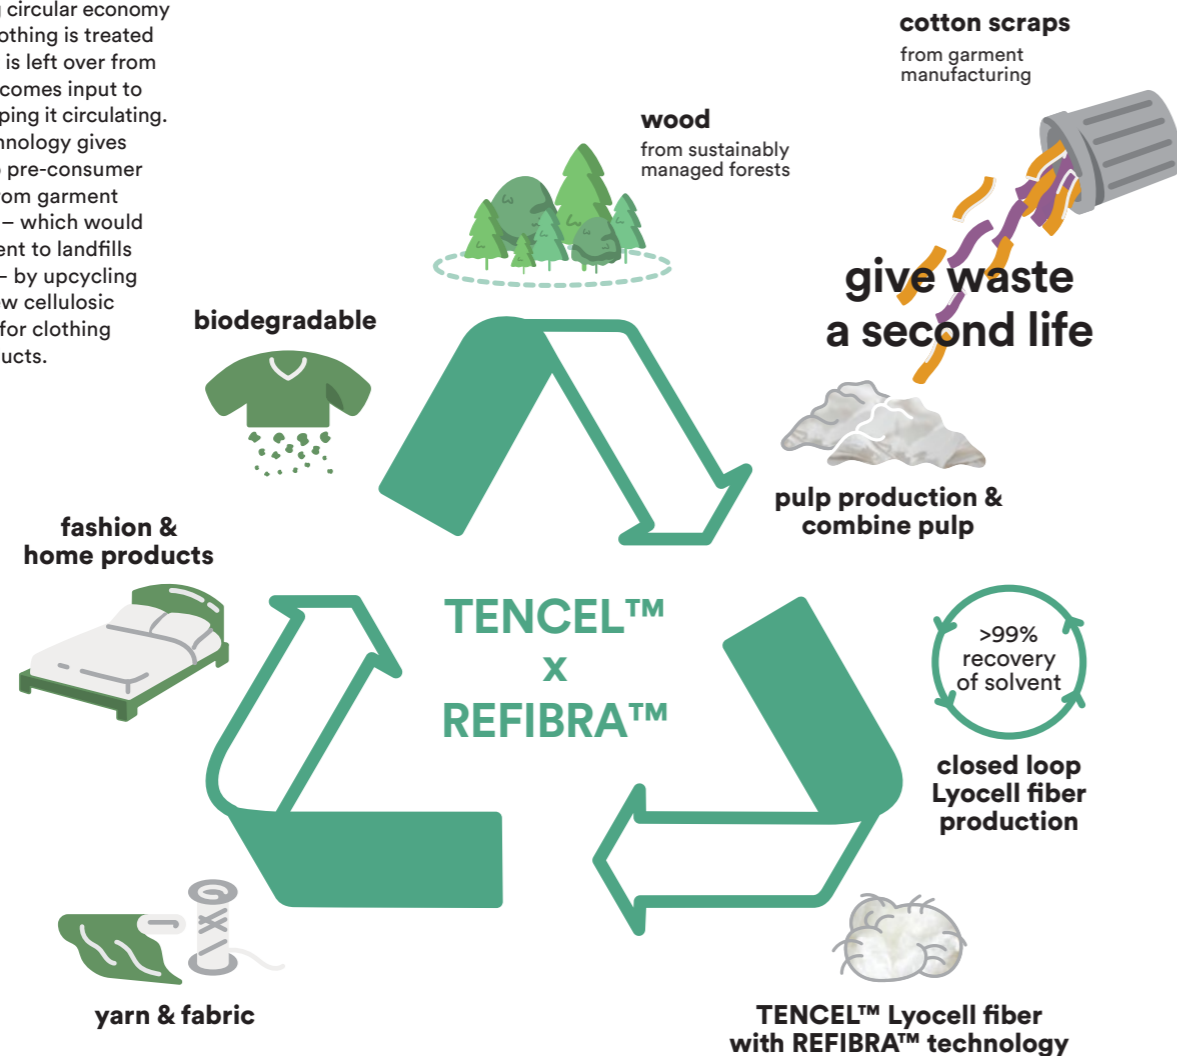 circular economy
othing is treated
is left over from
comes input to
ping it circulating.
nology gives
pre-consumer
rom garment
– which would
ent to landfills
– by upcycling
w cellulosic
for clothing
ucts.
cotton scraps
from garment
manufacturing
wood
from sustainably
managed forests
give waste
a second life
biodegradable
pulp production &
combine pulp
fashion &
home products
TENCEL™
x
REFIBRA™
>99%
recovery
of solvent
closed loop
Lyocell fiber
production
yarn & fabric
TENCEL™ Lyocell fiber
with REFIBRA™ technology